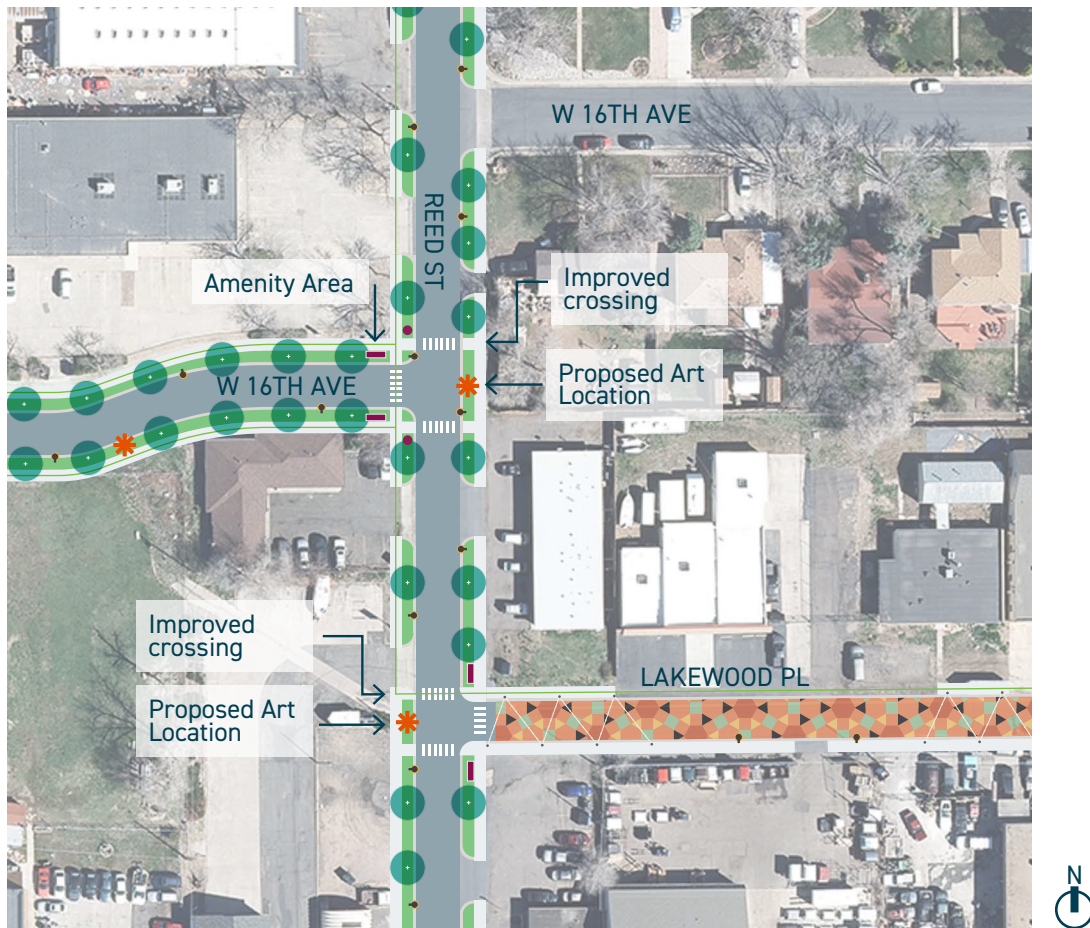 W 16TH AVE
REED ST
Amenity Area
Improved
crossing
W 16TH AVE
Proposed Art
Location
Improved
crossing
LAKEWOOD PL
Proposed Art
Location
N